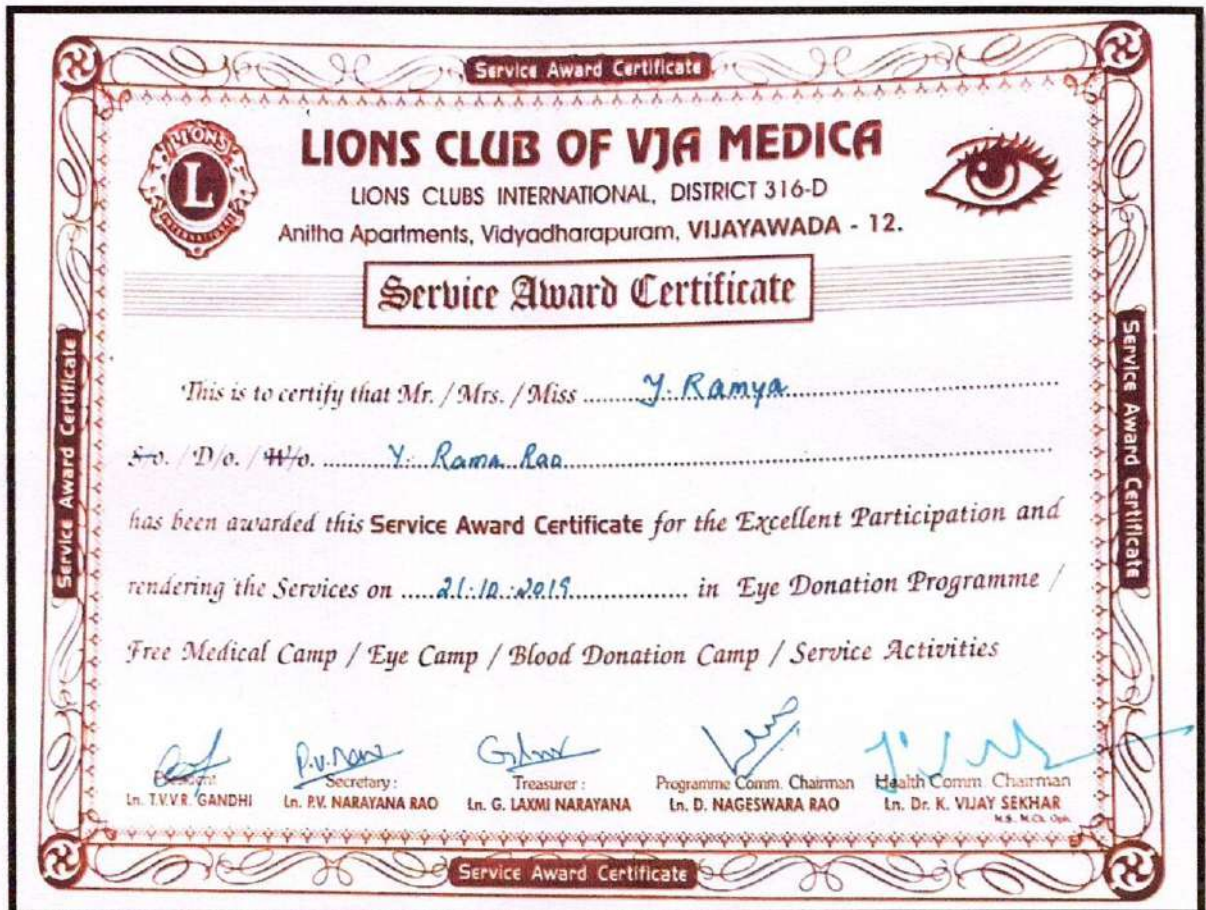 Service Award Certificate
LIONS
L
INTERNATIONAL
LIONS CLUB OF VJA MEDICA
LIONS CLUBS INTERNATIONAL, DISTRICT 316-D
Anitha Apartments, Vidyadharapuram, VIJAYAWADA - 12.
Service Award Certificate
Service Award Certificate
Service Award Certificate
This is to certify that Mr. / Mrs. / Miss Y. Ramya
S/o. / D/o. / W/o. Y. Rama Rao
has been awarded this Service Award Certificate for the Excellent Participation and
rendering the Services on 21.10.2019 in Eye Donation Programme /
Free Medical Camp / Eye Camp / Blood Donation Camp / Service Activities
President Secretary : Treasurer : Programme Comm. Chairman Health Comm. Chairman
Ln. T.V.V.R. GANDHI Ln. P.V. NARAYANA RAO Ln. G. LAXMI NARAYANA Ln. D. NAGESWARA RAO Ln. Dr. K. VIJAY SEKHAR
M.S. M.Ch. Oph.
Service Award Certificate